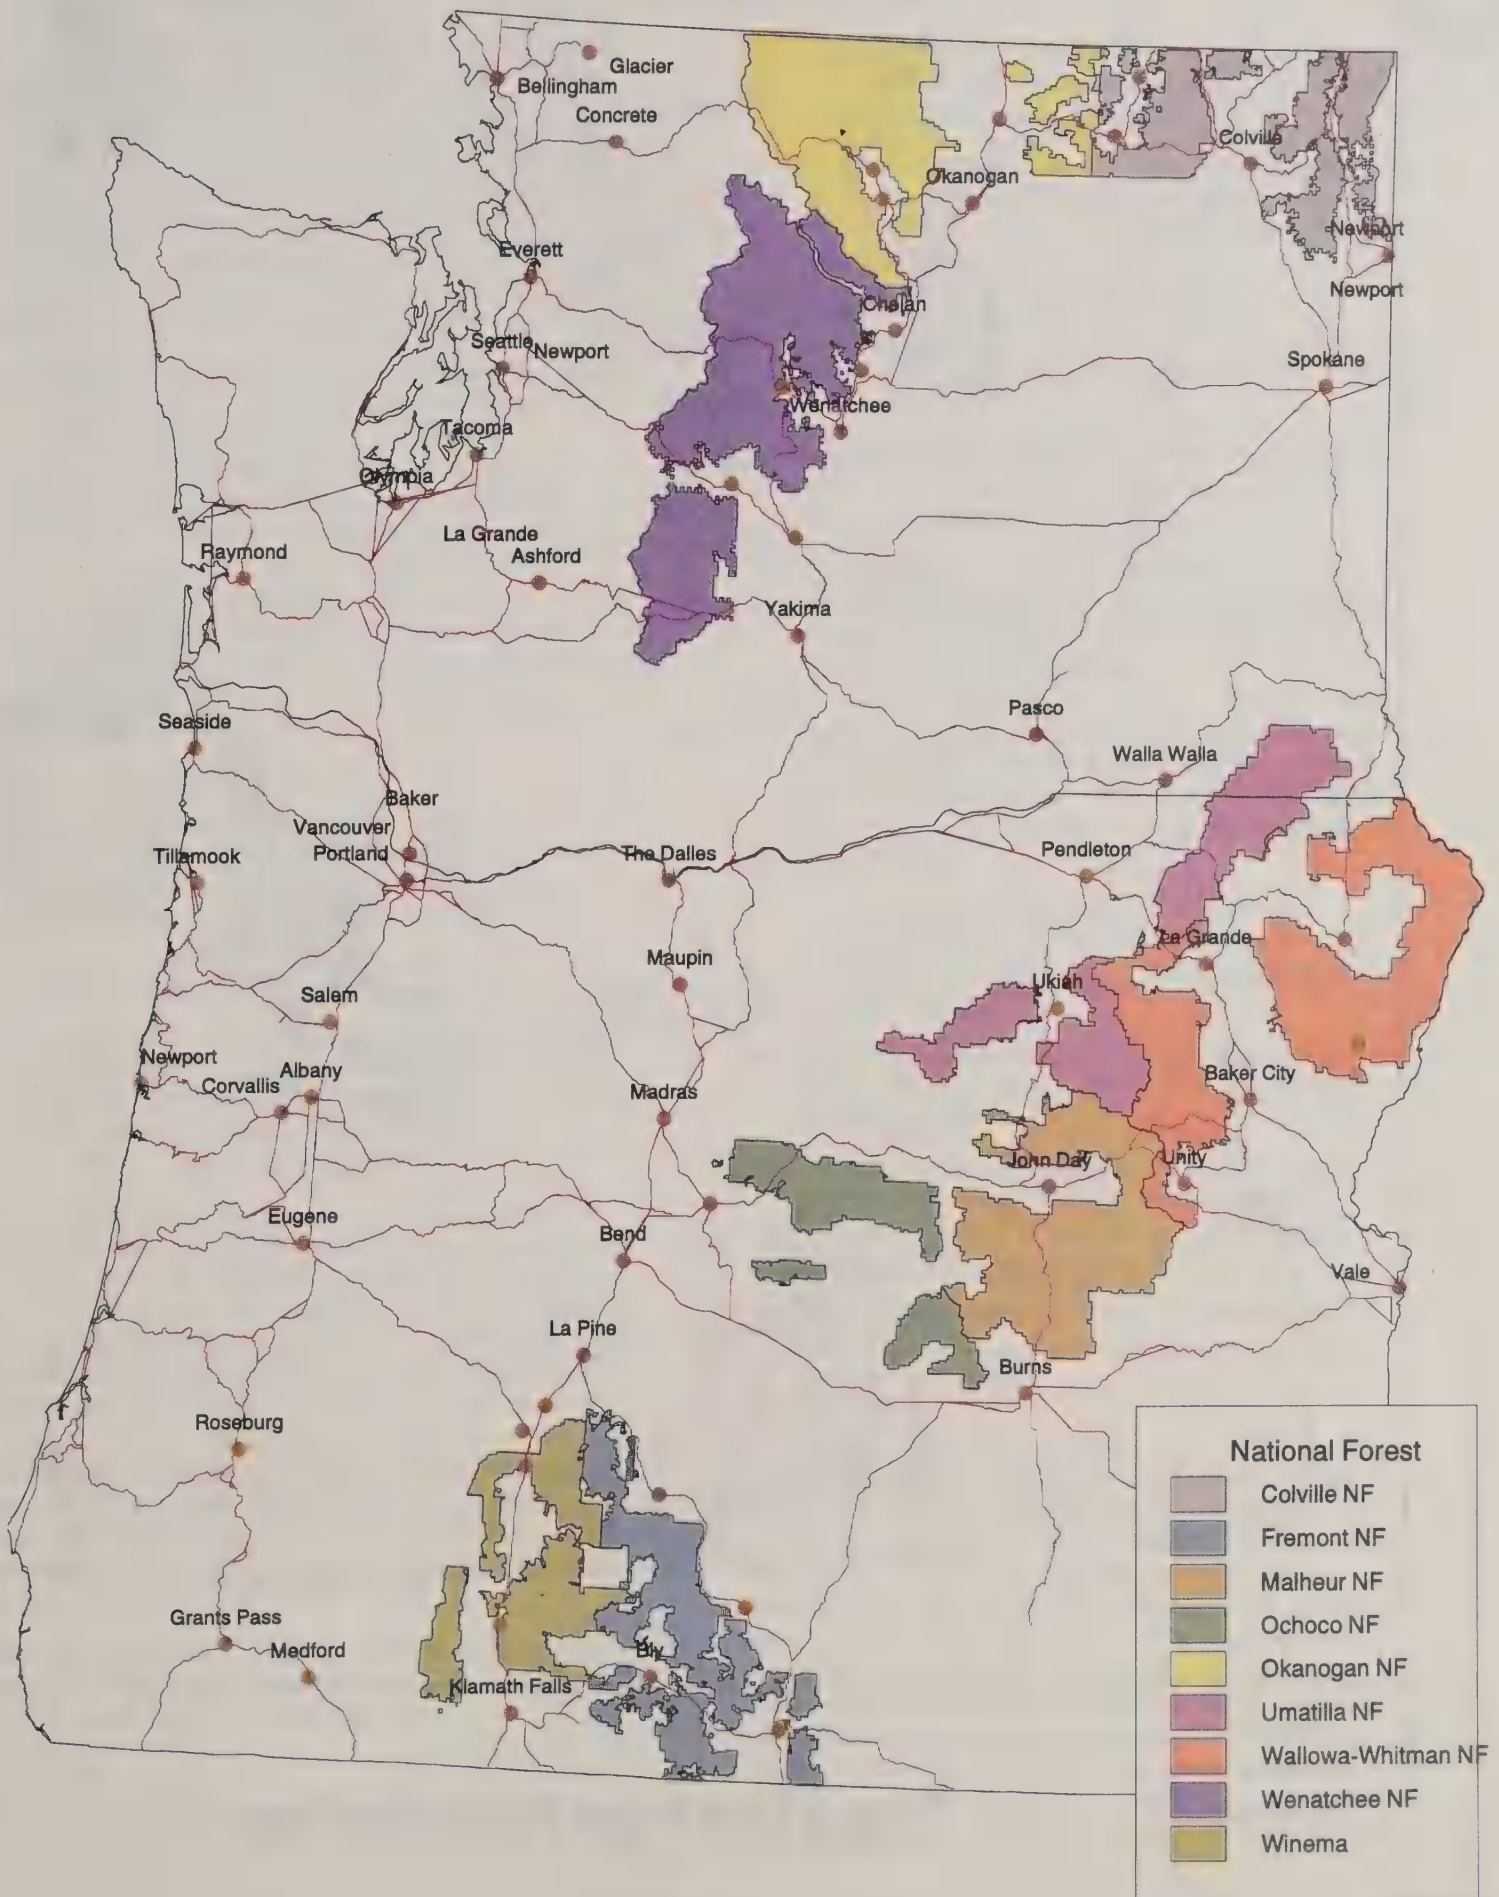 Glacier
Bellingham
Concrete
Colville
Okanogan
Newport
Everett
Newport
Chelan
Seattle
Newport
Spokane
Wenatchee
Tacoma
Olympia
La Grande
Raymond
Ashford
Yakima
Pasco
Seaside
Walla Walla
Baker
Vancouver
Tillamook
Portland
The Dalles
Pendleton
La Grande
Maupin
Ukiah
Salem
Newport
Albany
Corvallis
Baker City
Madras
John Day
Unity
Eugene
Bend
Vale
La Pine
Burns
Roseburg
Grants Pass
Medford
Bly
Klamath Falls
National Forest
Colville NF
Fremont NF
Malheur NF
Ochoco NF
Okanogan NF
Umatilla NF
Wallowa-Whitman NF
Wenatchee NF
Winema